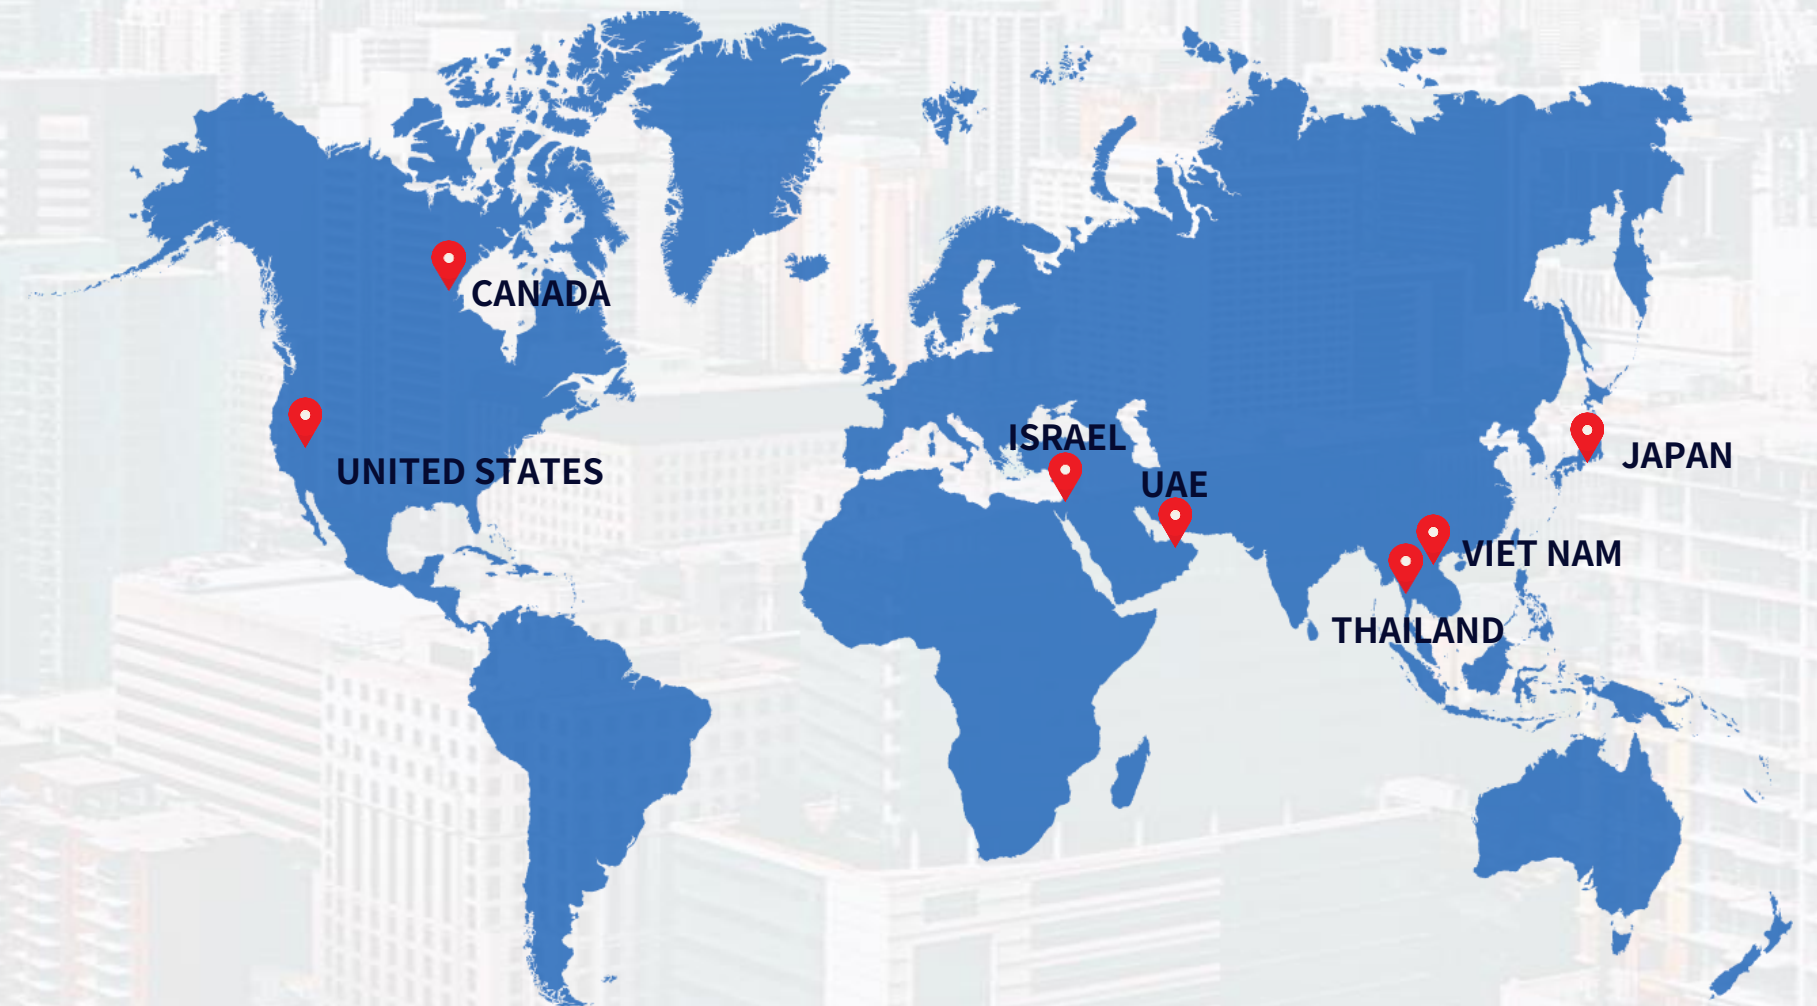 CANADA
UNITED STATES
ISRAEL
UAE
JAPAN
VIET NAM
THAILAND